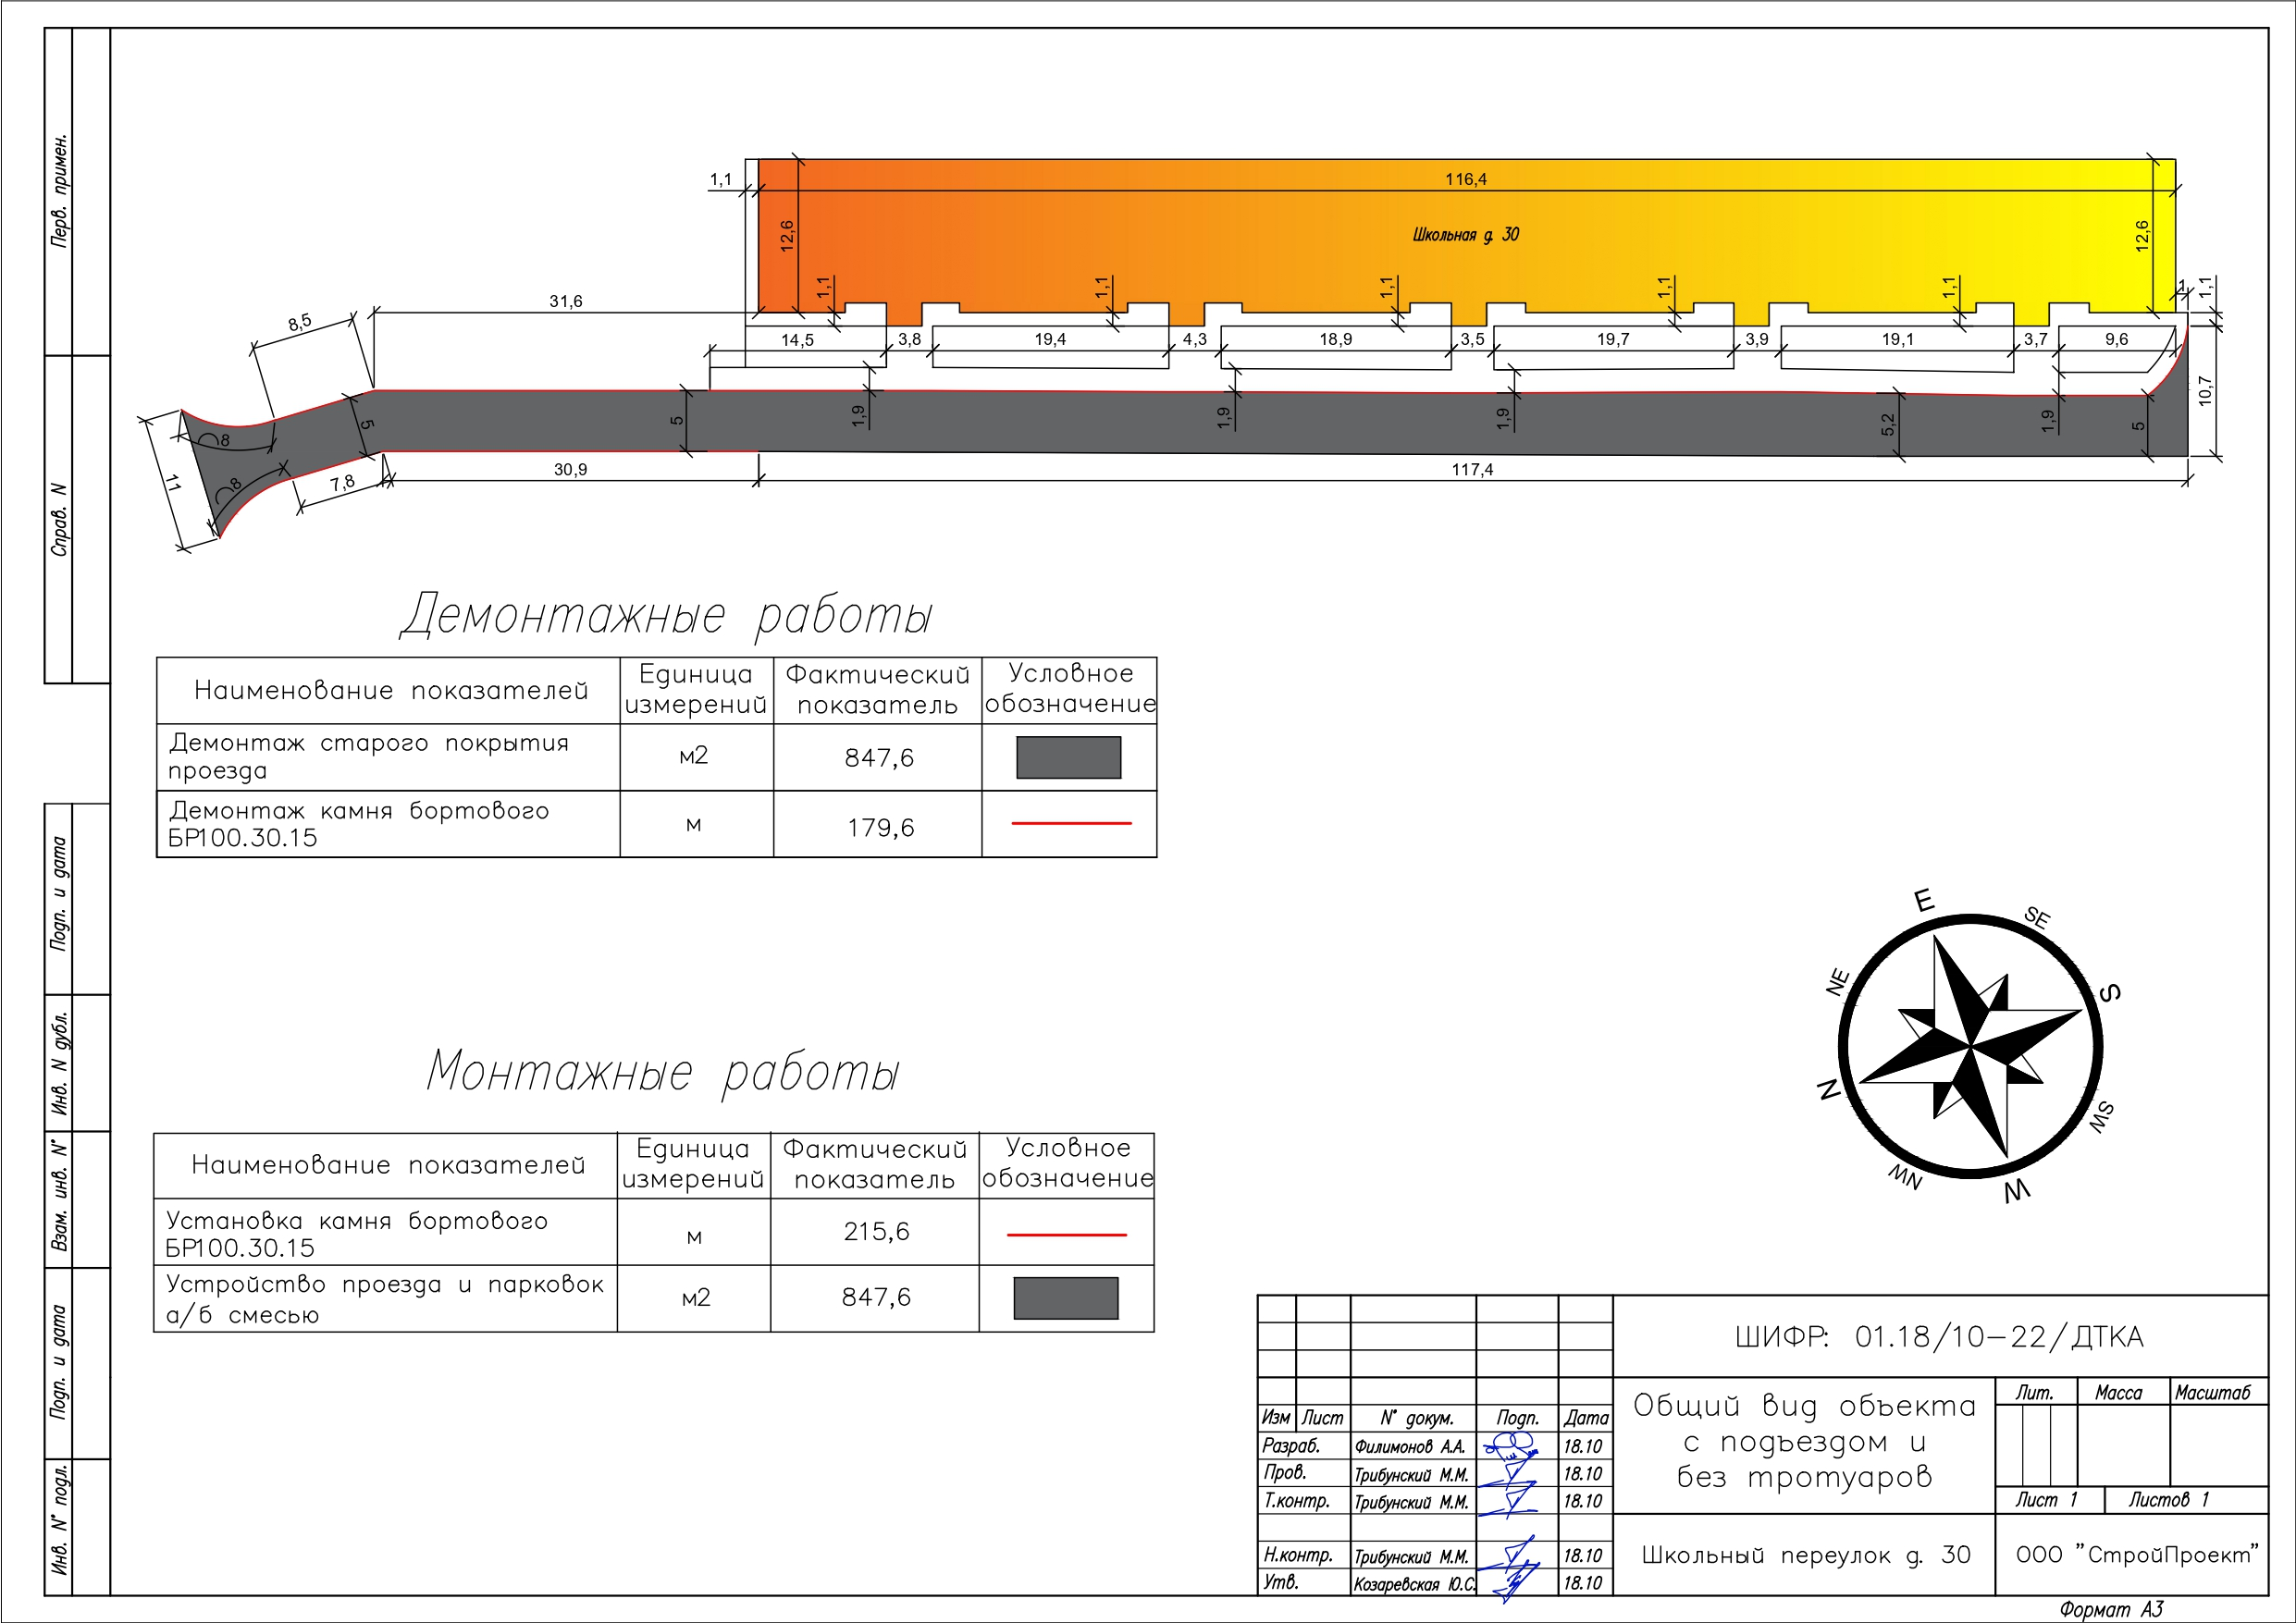 Перв. примен.
Справ. N
Подп. и дата
Инв. N дубл.
Взам. инв. N°
Подп. и дата
Инв. N° подл.
1,1
116,4
12,6
Школьная д. 30
12,6
1,1
1,1
1,1
1,1
1,1
1
1,1
31,6
8,5
14,5
3,8
19,4
4,3
18,9
3,5
19,7
3,9
19,1
3,7
9,6
10,7
5
5
1,9
1,9
1,9
5,2
1,9
5
8
8
11
7,8
30,9
117,4
Демонтажные работы
Наименование показателей
Единица измерений
Фактический показатель
Условное обозначение
Демонтаж старого покрытия
проезда
м2
847,6
Демонтаж камня бортового
БР100.30.15
м
179,6
E
SE
S
SW
W
NW
N
NE
Монтажные работы
Наименование показателей
Единица измерений
Фактический показатель
Условное обозначение
Установка камня бортового
БР100.30.15
м
215,6
Устройство проезда и парковок
а/б смесью
м2
847,6
ШИФР: 01.18/10-22/ДТКА
Изм Лист N° докум. Подп. Дата
Разраб. Филимонов А.А. 18.10
Пров. Трибунский М.М. 18.10
Т.контр. Трибунский М.М. 18.10
Н.контр. Трибунский М.М. 18.10
Утв. Козаревская Ю.С. 18.10
Общий вид объекта
с подъездом и
без тротуаров
Лит. Масса Масштаб
Лист 1 Листов 1
Школьный переулок д. 30
ООО "СтройПроект"
Формат А3